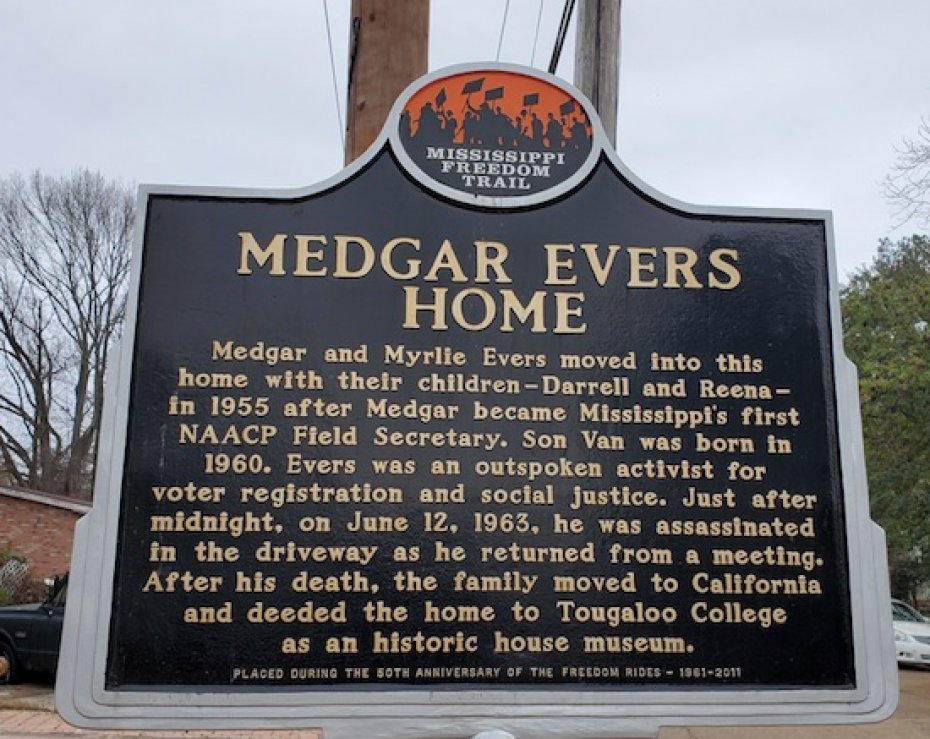 MISSISSIPPI
FREEDOM
TRAIL
MEDGAR EVERS
HOME
Medgar and Myrlie Evers moved into this
home with their children–Darrell and Reena–
in 1955 after Medgar became Mississippi's first
NAACP Field Secretary. Son Van was born in
1960. Evers was an outspoken activist for
voter registration and social justice. Just after
midnight, on June 12, 1963, he was assassinated
in the driveway as he returned from a meeting.
After his death, the family moved to California
and deeded the home to Tougaloo College
as an historic house museum.
PLACED DURING THE 50TH ANNIVERSARY OF THE FREEDOM RIDES – 1961-2011